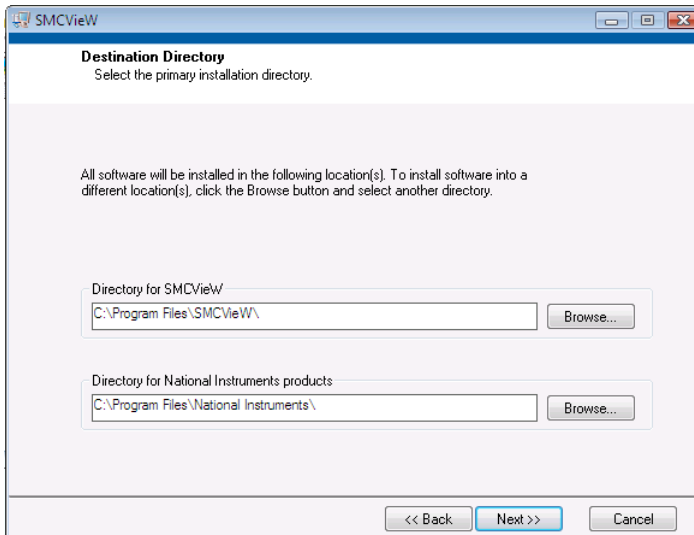 SMCVieW
Destination Directory
Select the primary installation directory.
All software will be installed in the following location(s). To install software into a
different location(s), click the Browse button and select another directory.
Directory for SMCVieW
C:\Program Files\SMCVieW\
Browse...
Directory for National Instruments products
C:\Program Files\National Instruments\
Browse...
<< Back
Next >>
Cancel